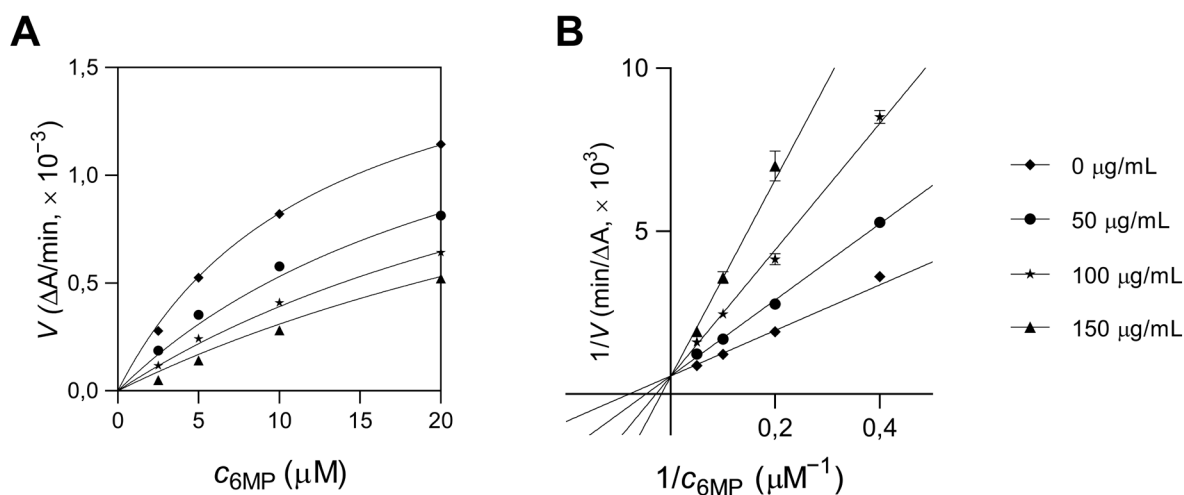 A
V (ΔA/min, × 10⁻³)
1,5
1,0
0,5
0,0
0 5 10 15 20
c6MP (μM)
B
1/V (min/ΔA, × 10³)
10
5
0,2 0,4
1/c6MP (μM⁻¹)
0 μg/mL
50 μg/mL
100 μg/mL
150 μg/mL